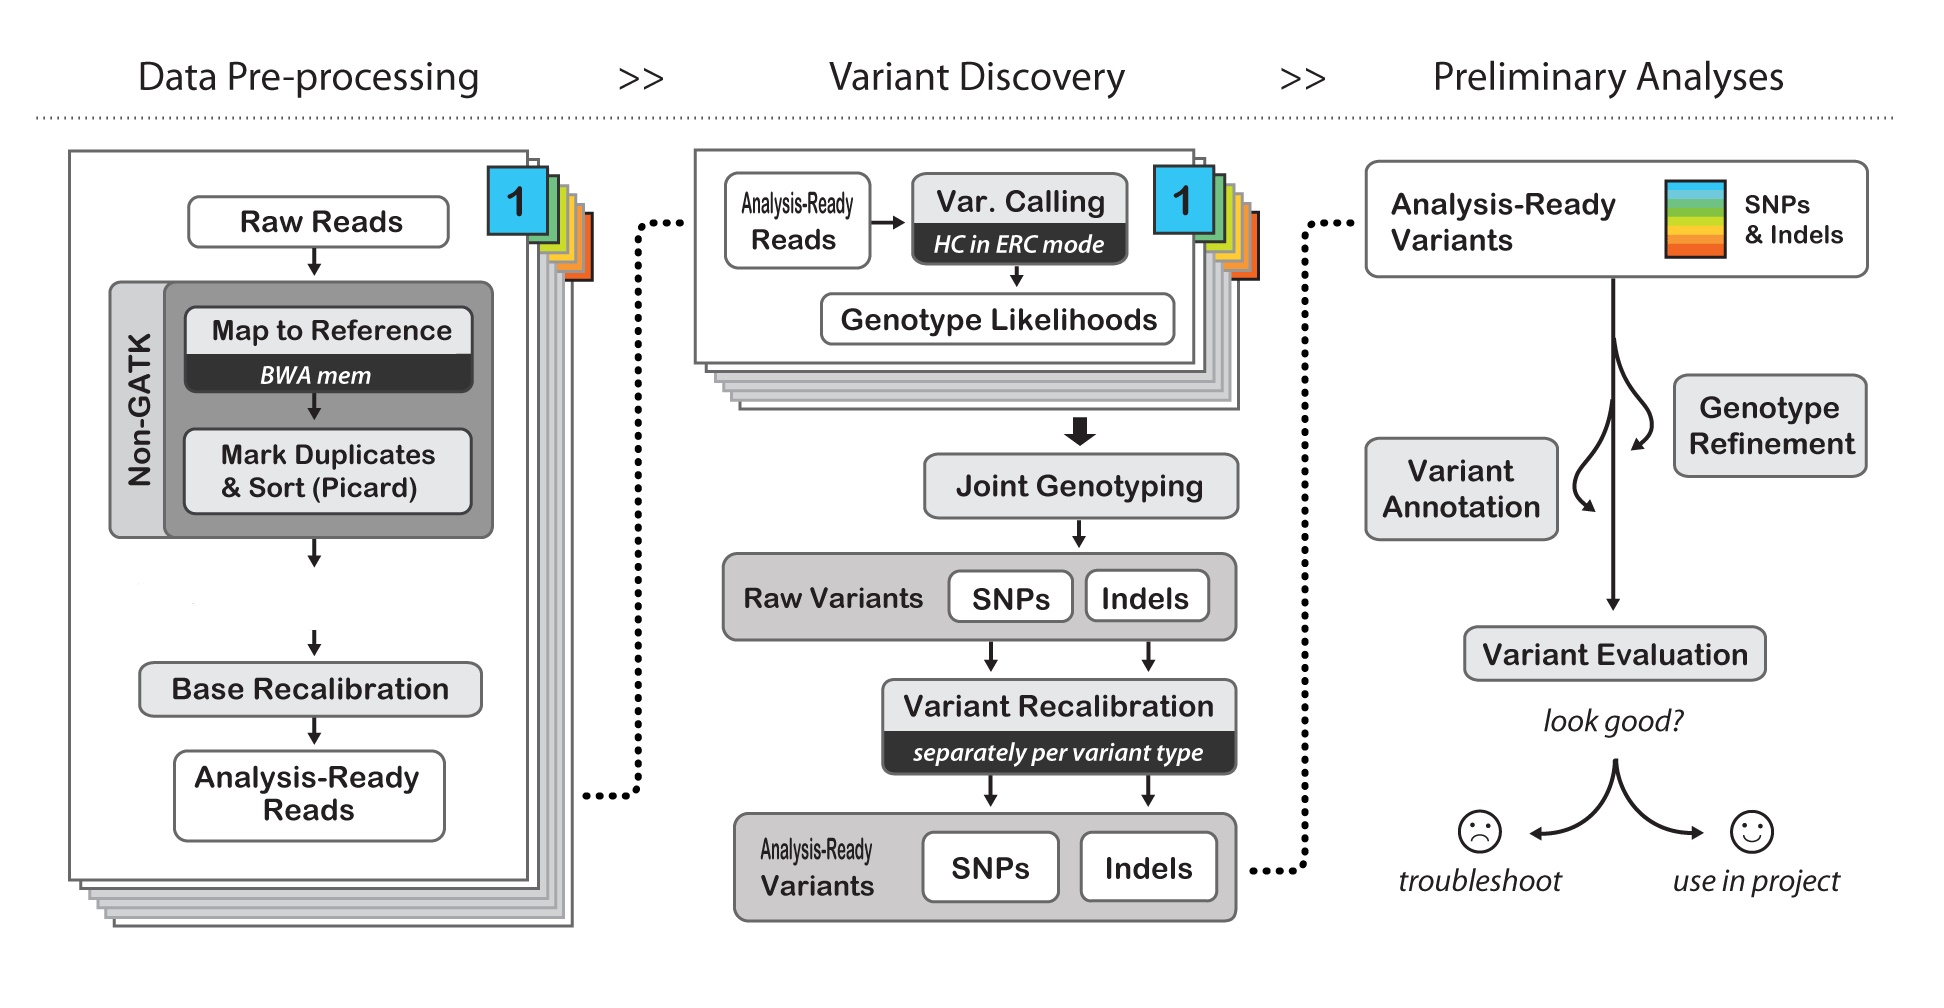 Data Pre-processing >> Variant Discovery >> Preliminary Analyses
1
Raw Reads
Non-GATK
Map to Reference
BWA mem
Mark Duplicates
& Sort (Picard)
Base Recalibration
Analysis-Ready
Reads
1
Analysis-Ready
Reads
Var. Calling
HC in ERC mode
Genotype Likelihoods
Joint Genotyping
Raw Variants
SNPs
Indels
Variant Recalibration
separately per variant type
Analysis-Ready
Variants
SNPs
Indels
Analysis-Ready
Variants
SNPs
& Indels
Genotype
Refinement
Variant
Annotation
Variant Evaluation
look good?
troubleshoot
use in project